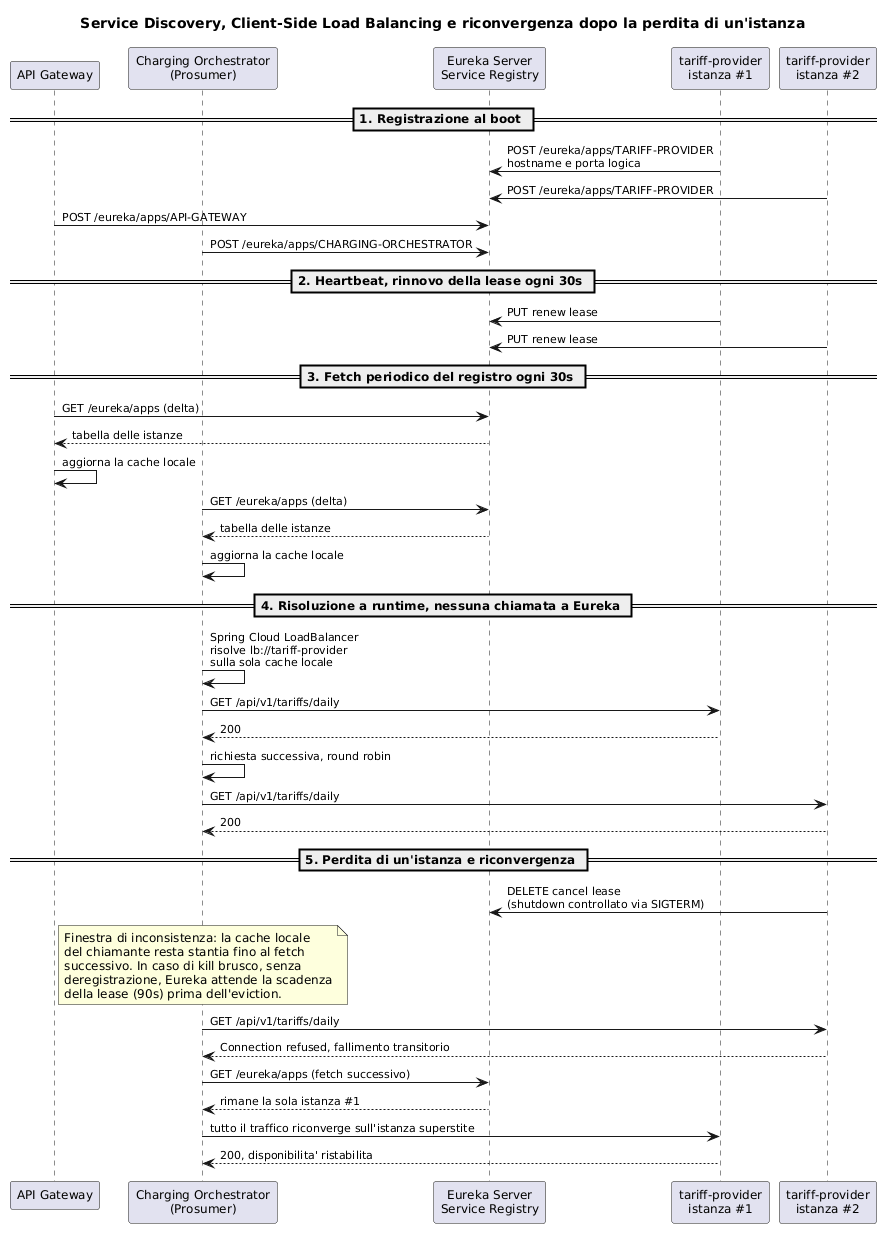 Service Discovery, Client-Side Load Balancing e riconvergenza dopo la perdita di un'istanza
API Gateway
Charging Orchestrator
(Prosumer)
Eureka Server
Service Registry
tariff-provider
istanza #1
tariff-provider
istanza #2
1. Registrazione al boot
POST /eureka/apps/TARIFF-PROVIDER
hostname e porta logica
POST /eureka/apps/TARIFF-PROVIDER
POST /eureka/apps/API-GATEWAY
POST /eureka/apps/CHARGING-ORCHESTRATOR
2. Heartbeat, rinnovo della lease ogni 30s
PUT renew lease
PUT renew lease
3. Fetch periodico del registro ogni 30s
GET /eureka/apps (delta)
tabella delle istanze
aggiorna la cache locale
GET /eureka/apps (delta)
tabella delle istanze
aggiorna la cache locale
4. Risoluzione a runtime, nessuna chiamata a Eureka
Spring Cloud LoadBalancer
risolve lb://tariff-provider
sulla sola cache locale
GET /api/v1/tariffs/daily
200
richiesta successiva, round robin
GET /api/v1/tariffs/daily
200
5. Perdita di un'istanza e riconvergenza
DELETE cancel lease
(shutdown controllato via SIGTERM)
Finestra di inconsistenza: la cache locale
del chiamante resta stantia fino al fetch
successivo. In caso di kill brusco, senza
deregistrazione, Eureka attende la scadenza
della lease (90s) prima dell'eviction.
GET /api/v1/tariffs/daily
Connection refused, fallimento transitorio
GET /eureka/apps (fetch successivo)
rimane la sola istanza #1
tutto il traffico riconverge sull'istanza superstite
200, disponibilita' ristabilita
API Gateway
Charging Orchestrator
(Prosumer)
Eureka Server
Service Registry
tariff-provider
istanza #1
tariff-provider
istanza #2